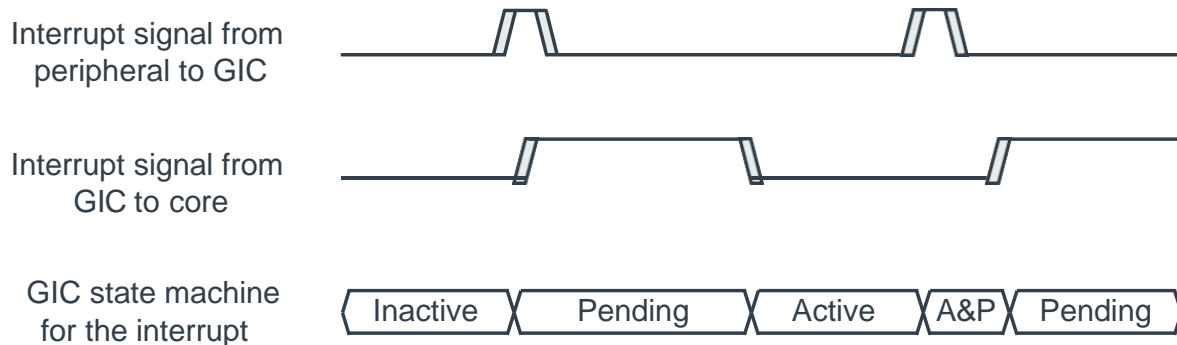 Interrupt signal from
peripheral to GIC
Interrupt signal from
GIC to core
GIC state machine
for the interrupt
Inactive
Pending
Active
A&P
Pending